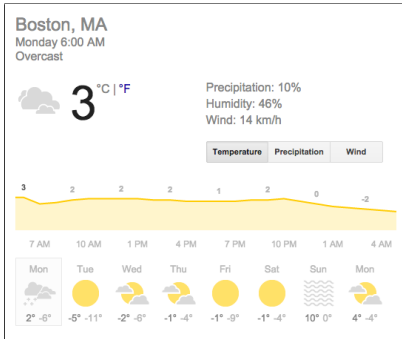 Boston, MA
Monday 6:00 AM
Overcast
3 °C | °F
Precipitation: 10%
Humidity: 46%
Wind: 14 km/h
Temperature Precipitation Wind
3 2 2 2 1 2 0 -2
7 AM 10 AM 1 PM 4 PM 7 PM 10 PM 1 AM 4 AM
Mon Tue Wed Thu Fri Sat Sun Mon
2° -6° -5° -11° -2° -6° -1° -4° -1° -9° -1° -4° 10° 0° 4° -4°